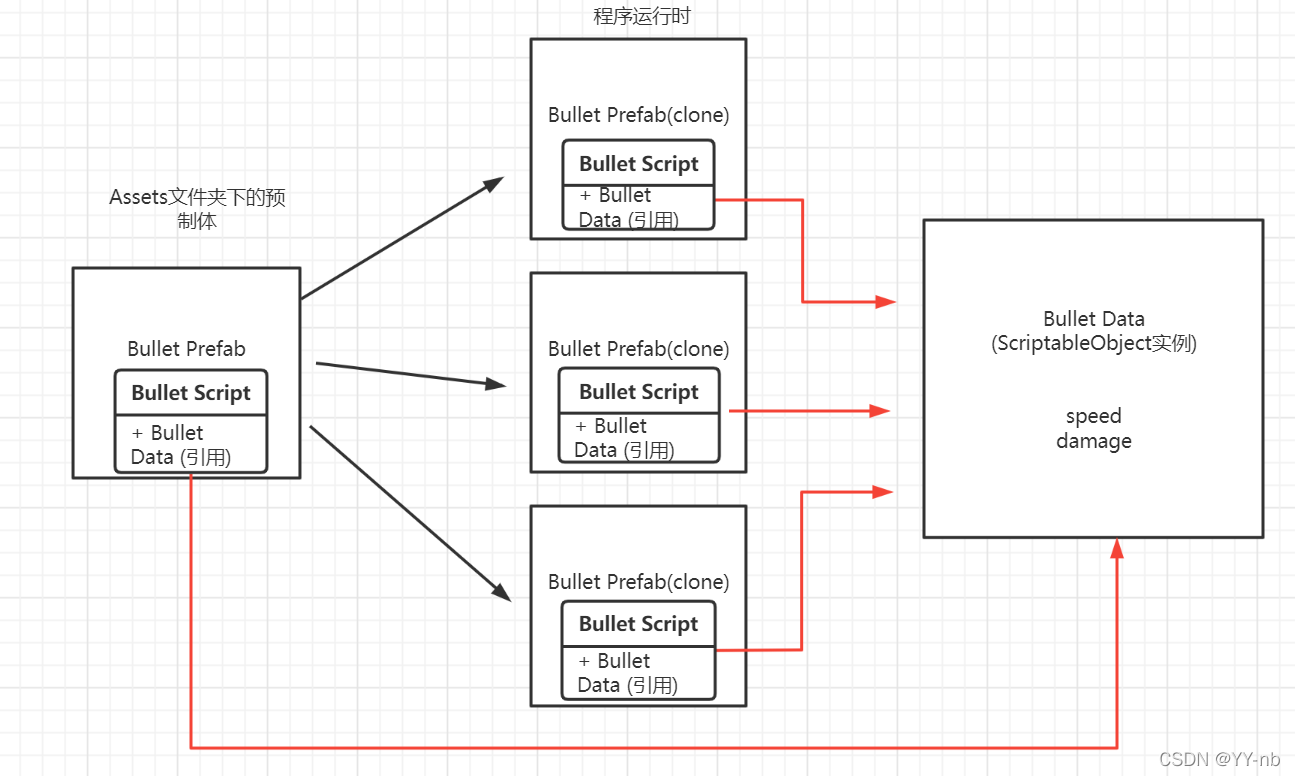 程序运行时
Bullet Prefab(clone)
Bullet Script
+ Bullet
Data (引用)
Assets文件夹下的预
制体
Bullet Prefab
Bullet Script
+ Bullet
Data (引用)
Bullet Prefab(clone)
Bullet Script
+ Bullet
Data (引用)
Bullet Prefab(clone)
Bullet Script
+ Bullet
Data (引用)
Bullet Data
(ScriptableObject实例)
speed
damage
CSDN @YY-nb